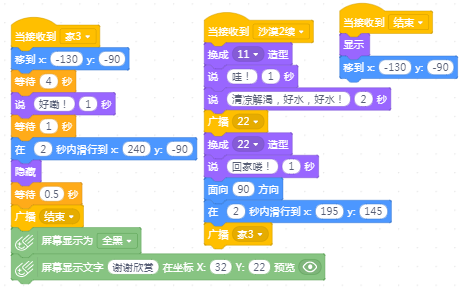 当接收到 家3
移到 x: -130 y: -90
等待 4 秒
说 好嘞！ 1 秒
等待 1 秒
在 2 秒内滑行到 x: 240 y: -90
隐藏
等待 0.5 秒
广播 结束
屏幕显示为 全黑
屏幕显示文字 谢谢欣赏 在坐标 X: 32 Y: 22 预览
当接收到 沙漠2续
换成 11 造型
说 哇！ 1 秒
说 清凉解渴，好水，好水！ 2 秒
广播 22
换成 22 造型
说 回家喽！ 1 秒
面向 90 方向
在 2 秒内滑行到 x: 195 y: 145
广播 家3
当接收到 结束
显示
移到 x: -130 y: -90